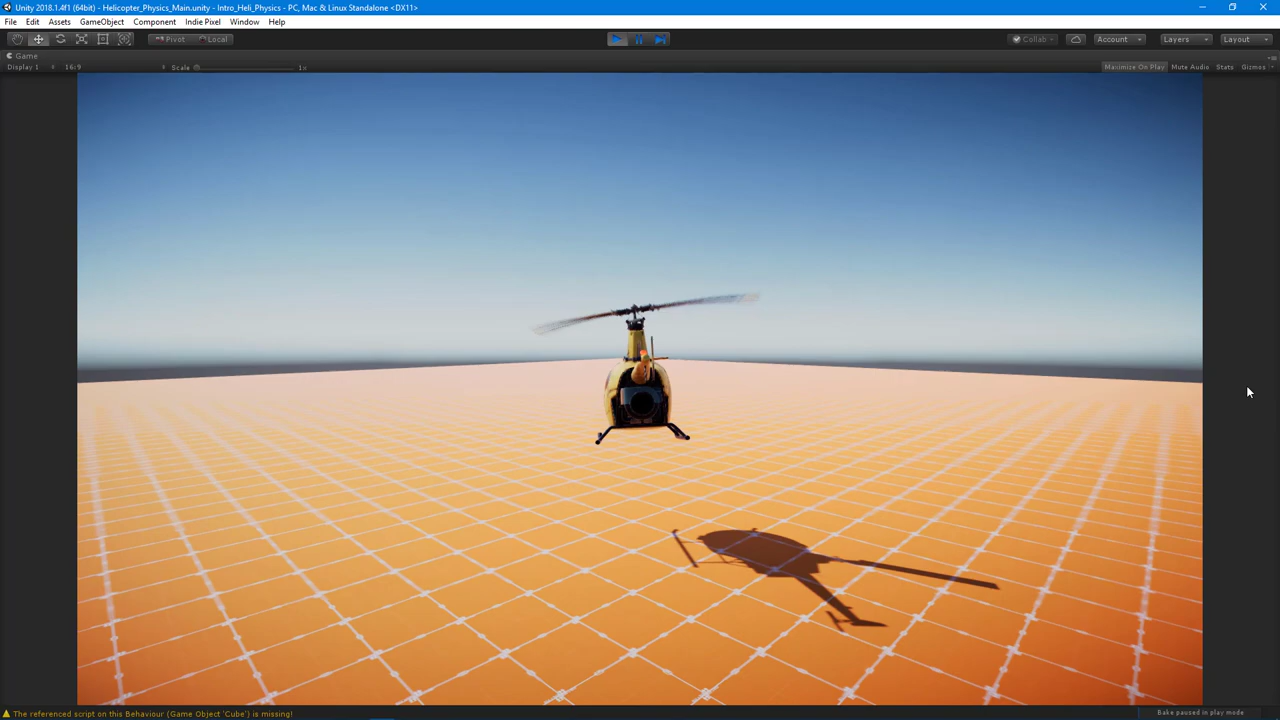 Unity 2018.1.4f1 (64bit) - Helicopter_Physics_Main.unity - Intro_Heli_Physics - PC, Mac & Linux Standalone <DX11>
File Edit Assets GameObject Component Indie Pixel Window Help
Pivot Local Collab Account Layers Layout
Game
Display 1 16:9 Scale 1x Maximize On Play Mute Audio Stats Gizmos
The referenced script on this Behaviour (Game Object 'Cube') is missing! Bake paused in play mode